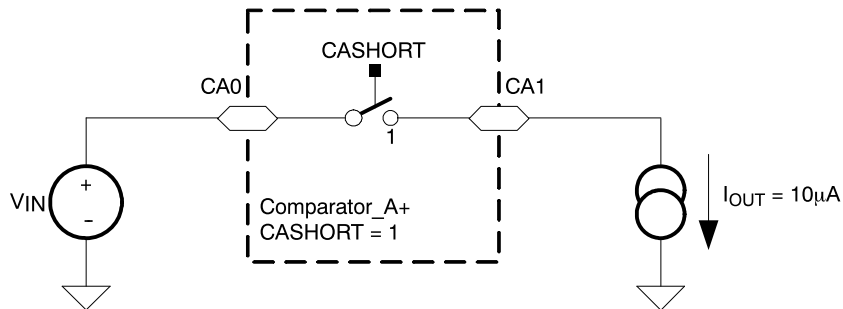 CASHORT
CA0
CA1
1
VIN
+
-
Comparator_A+
CASHORT = 1
IOUT = 10µA